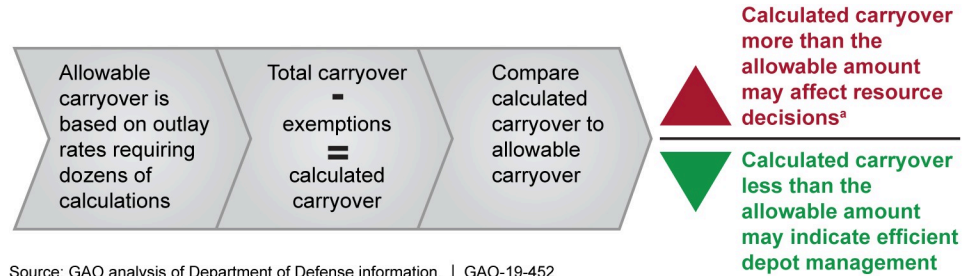 Allowable
carryover is
based on outlay
rates requiring
dozens of
calculations
Total carryover
-
exemptions
=
calculated
carryover
Compare
calculated
carryover to
allowable
carryover
Calculated carryover
more than the
allowable amount
may affect resource
decisionsᵃ
Calculated carryover
less than the
allowable amount
may indicate efficient
depot management
Source: GAO analysis of Department of Defense information. | GAO-19-452